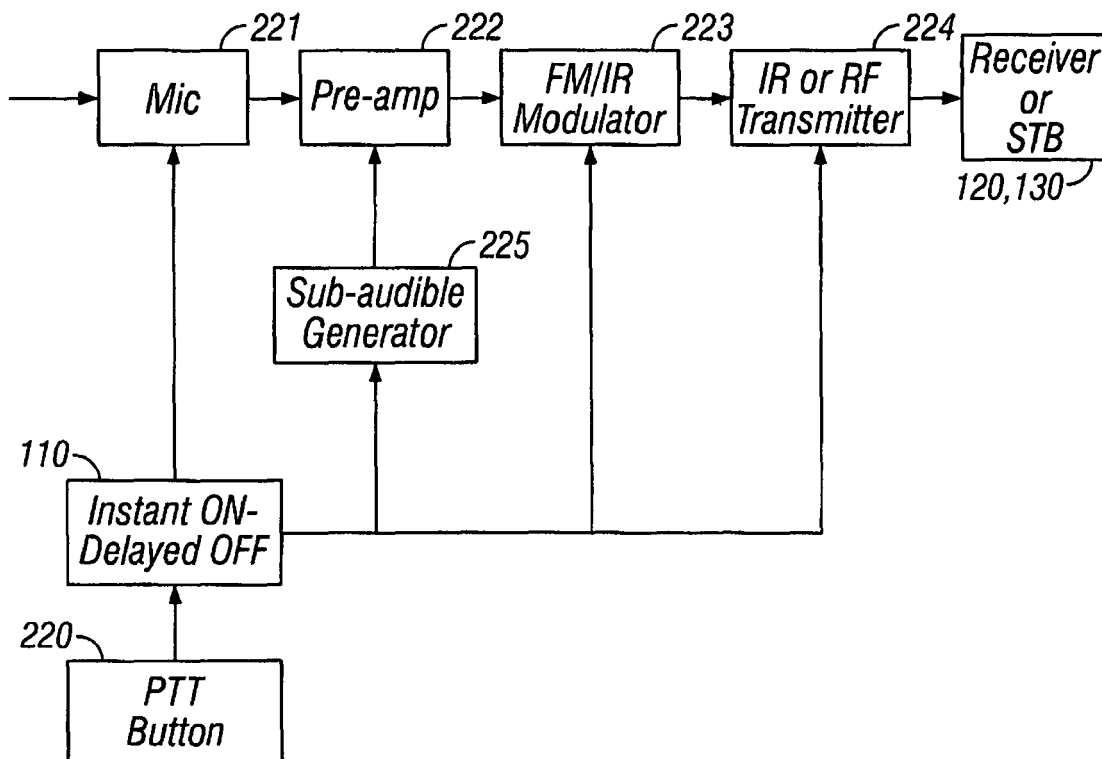 221
222
223
224
Mic
Pre-amp
FM/IR
Modulator
IR or RF
Transmitter
Receiver
or
STB
120,130
225
Sub-audible
Generator
110
Instant ON-
Delayed OFF
220
PTT
Button